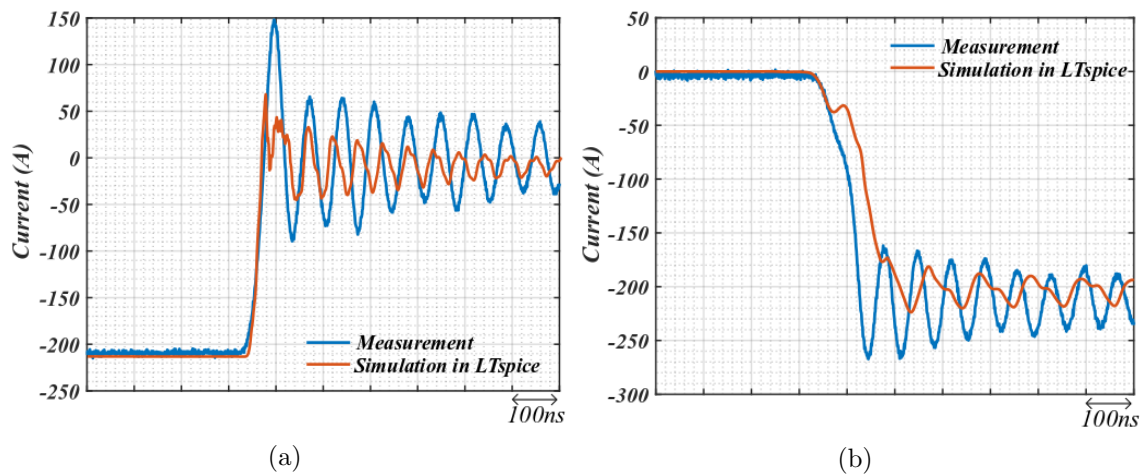 150
100
50
0
-50
-100
-150
-200
-250
Current (A)
Measurement
Simulation in LTspice
100ns
(a)
50
0
-50
-100
-150
-200
-250
-300
Current (A)
Measurement
Simulation in LTspice
100ns
(b)